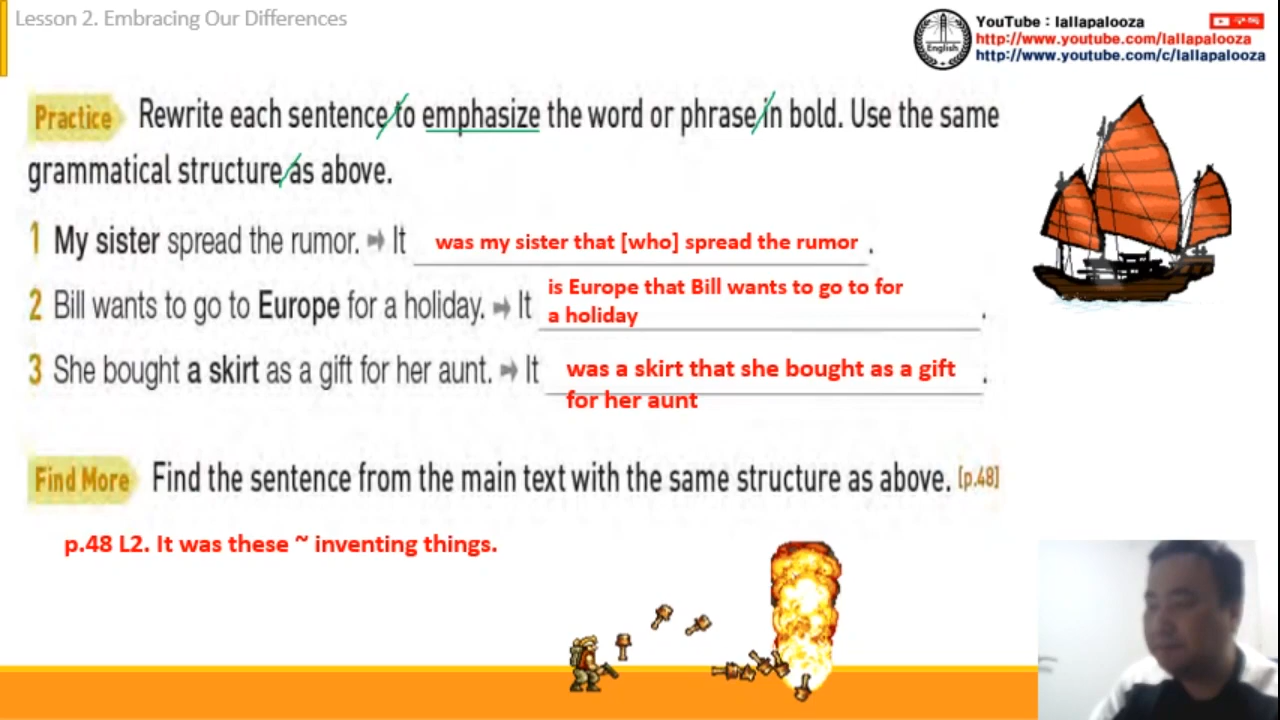 Lesson 2. Embracing Our Differences
YouTube : lallapalooza
http://www.youtube.com/lallapalooza
http://www.youtube.com/c/lallapalooza
English
Practice Rewrite each sentence to emphasize the word or phrase in bold. Use the same
grammatical structure as above.
1 My sister spread the rumor. ➡ It was my sister that [who] spread the rumor .
2 Bill wants to go to Europe for a holiday. ➡ It is Europe that Bill wants to go to for
a holiday .
3 She bought a skirt as a gift for her aunt. ➡ It was a skirt that she bought as a gift .
for her aunt
Find More Find the sentence from the main text with the same structure as above. [p.48]
p.48 L2. It was these ~ inventing things.